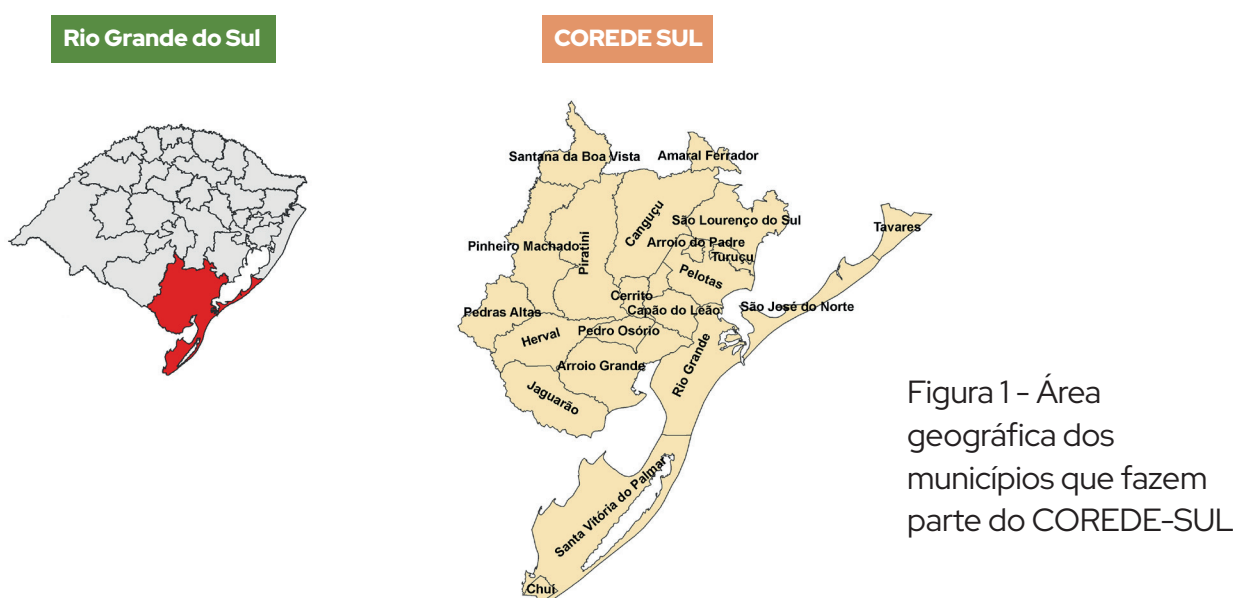 Rio Grande do Sul
COREDE SUL
Santana da Boa Vista
Amaral Ferrador
Canguçu
São Lourenço do Sul
Tavares
Pinheiro Machado
Piratini
Arroio do Padre
Turuçu
Pelotas
Cerrito
São José do Norte
Pedras Altas
Capão do Leão
Herval
Pedro Osório
Arroio Grande
Rio Grande
Jaguarão
Santa Vitória do Palmar
Chuí
Figura 1 - Área
geográfica dos
municípios que fazem
parte do COREDE-SUL